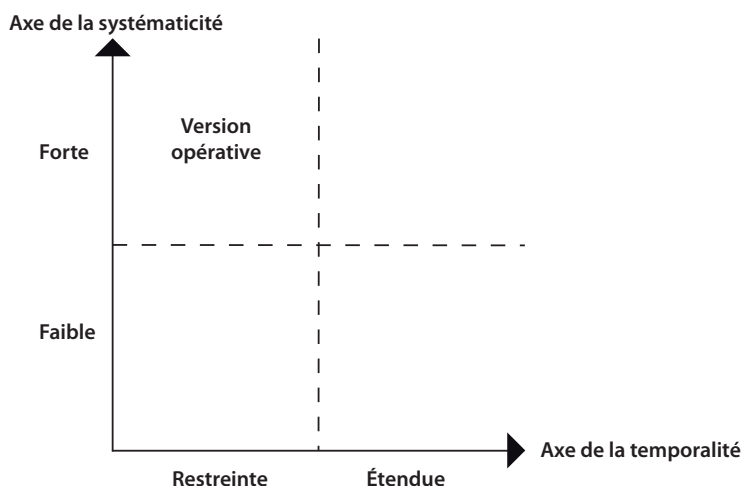 Axe de la systématicité
Version
opérative
Forte
Faible
Axe de la temporalité
Restreinte
Étendue